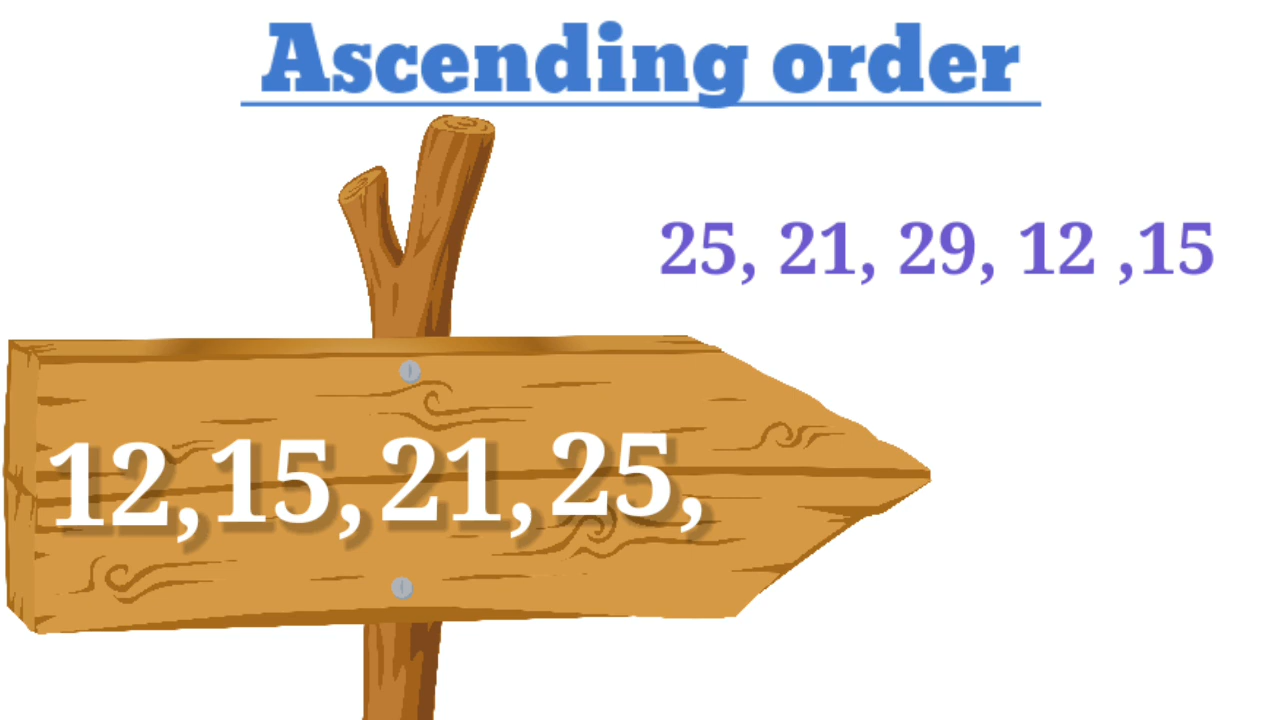 Ascending order
25, 21, 29, 12 ,15
12,15,21,25,